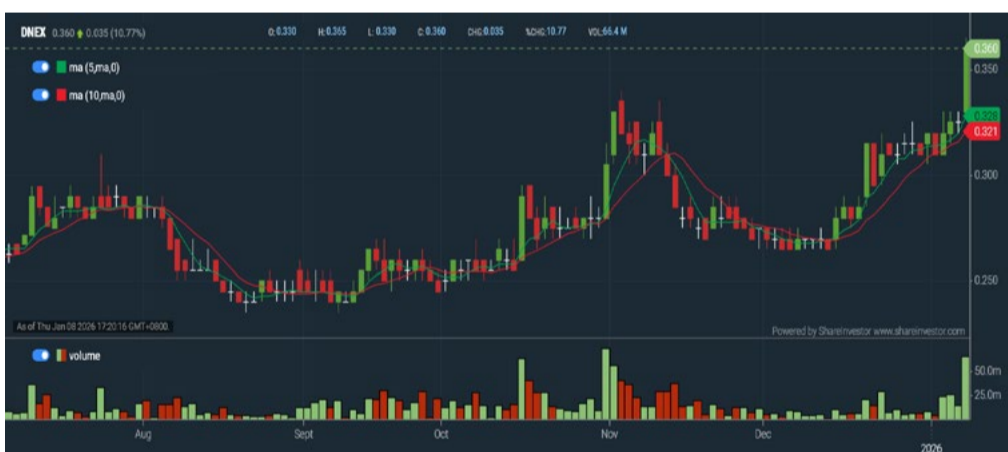 DNEX 0.360 0.035 (10.77%) O:0.330 H:0.365 L:0.330 C:0.360 CHG:0.035 %CHG:10.77 VOL:66.4 M
ma (5,ma,0)
ma (10,ma,0)
0.360
0.350
0.328
0.321
0.300
0.250
As of Thu Jan 08 2026 17:20:16 GMT+0800.
Powered by ShareInvestor www.shareinvestor.com
volume
50.0m
25.0m
Aug Sept Oct Nov Dec 2026